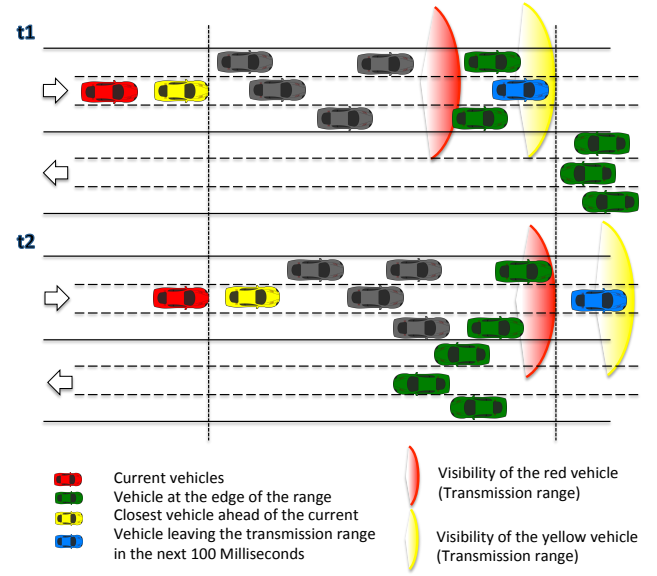 t1
t2
Current vehicles
Vehicle at the edge of the range
Closest vehicle ahead of the current
Vehicle leaving the transmission range
in the next 100 Milliseconds
Visibility of the red vehicle
(Transmission range)
Visibility of the yellow vehicle
(Transmission range)